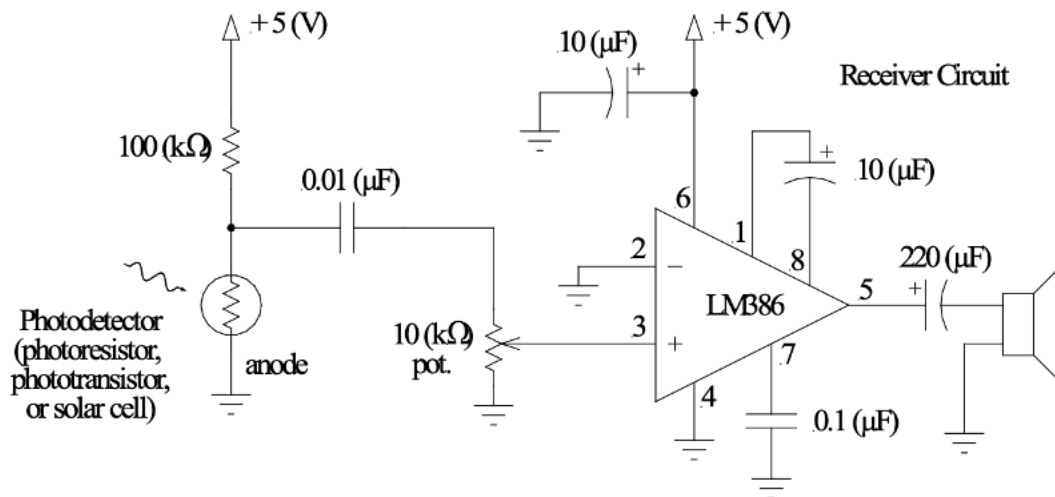 +5 (V)
100 (kΩ)
0.01 (μF)
Photodetector
(photoresistor,
phototransistor,
or solar cell)
anode
10 (kΩ)
pot.
10 (μF)
+
+5 (V)
Receiver Circuit
6
1
+
10 (μF)
8
2
−
LM386
3
+
5
220 (μF)
+
7
4
0.1 (μF)